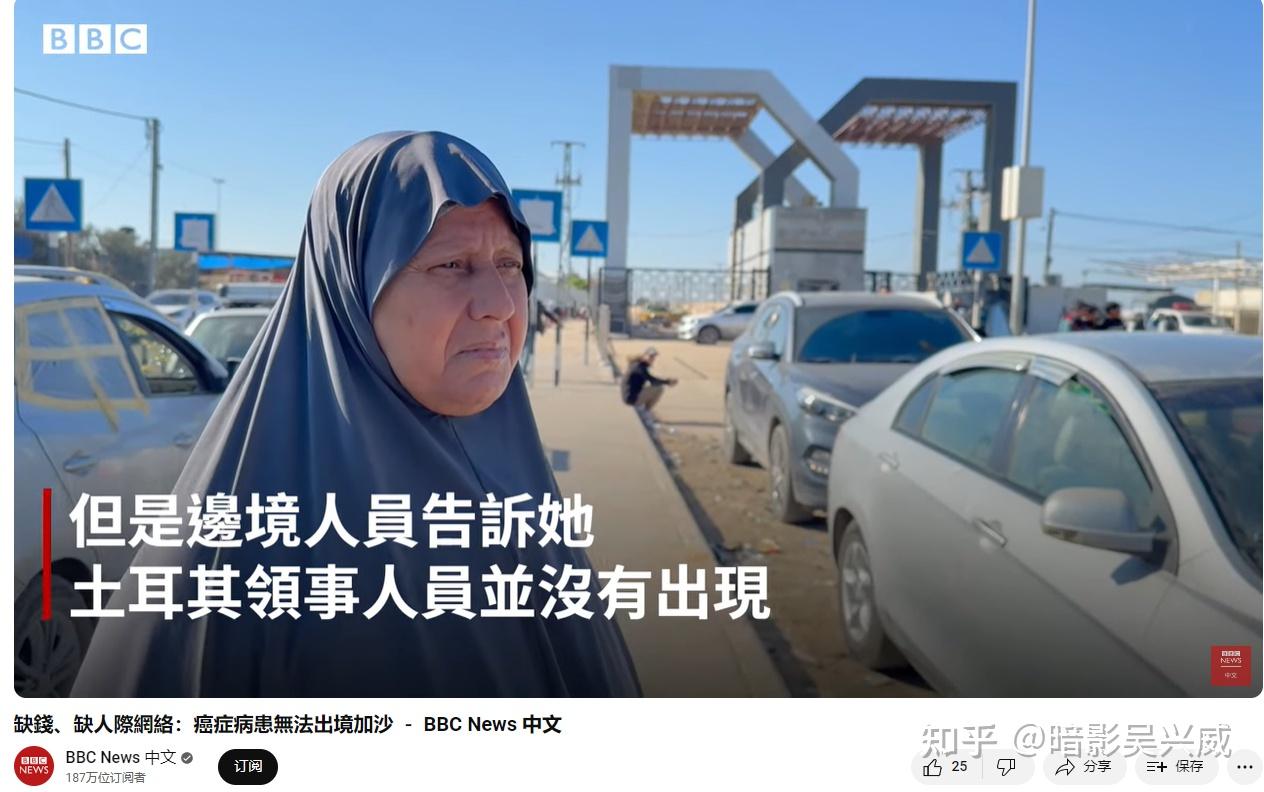 BBC
但是邊境人員告訴她
土耳其領事人員並沒有出現
BBC
NEWS
中文
缺錢、缺人際網絡：癌症病患無法出境加沙 - BBC News 中文
BBC
NEWS
BBC News 中文
187万位订阅者
订阅
25
分享
保存
知乎 @暗影吴兴威